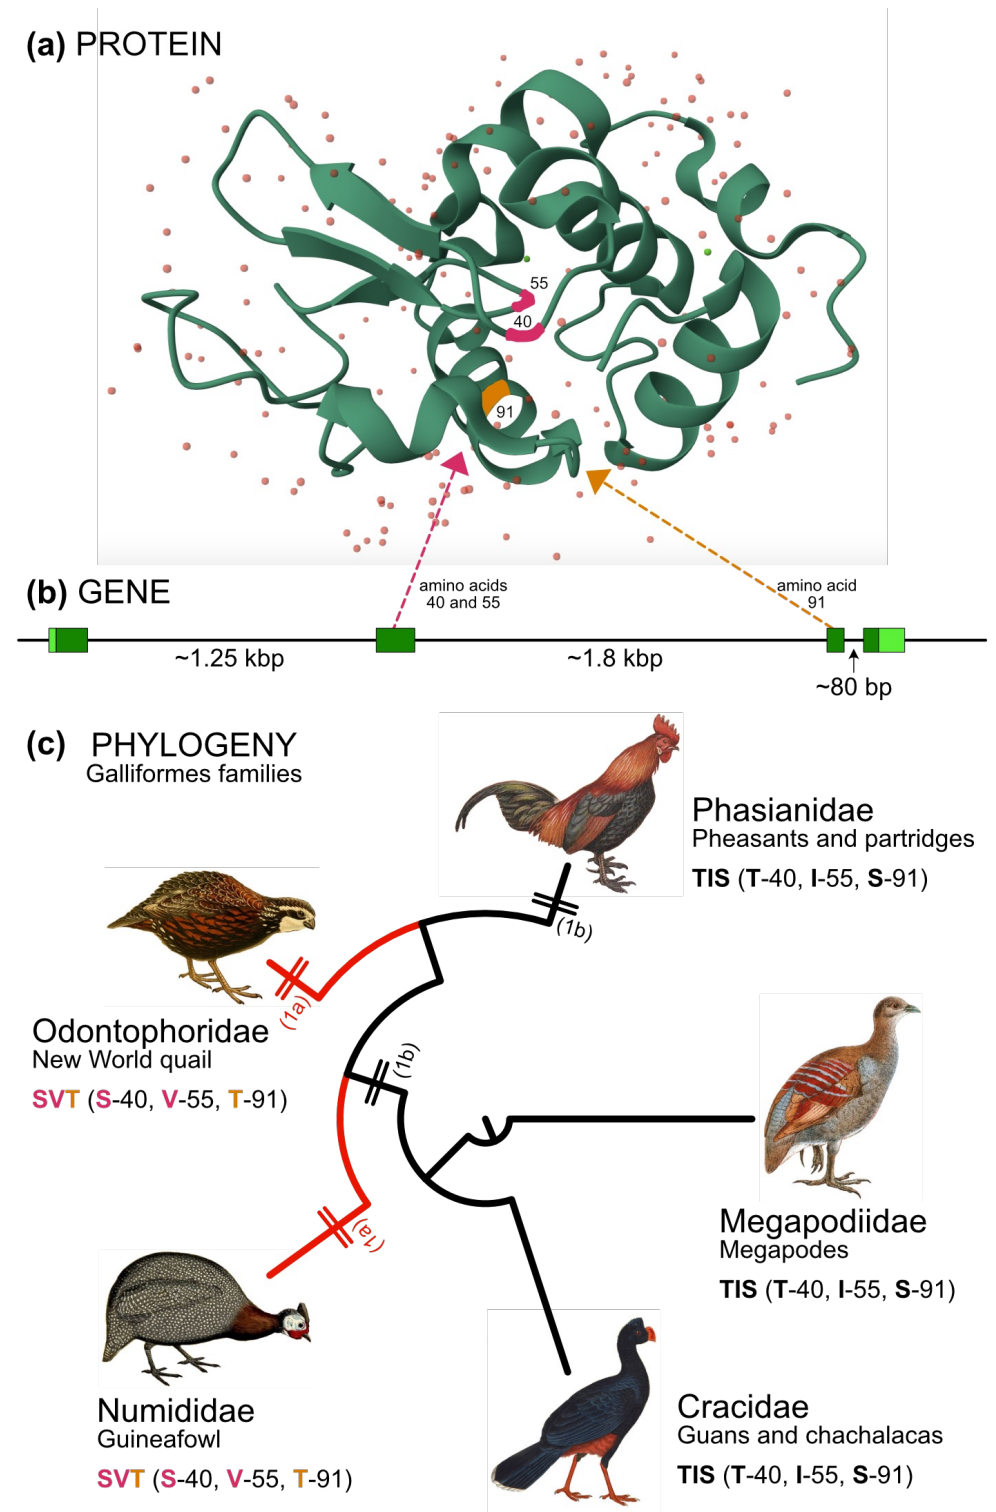 (a) PROTEIN
55
40
91
amino acids
40 and 55
amino acid
91
(b) GENE
~1.25 kbp
~1.8 kbp
~80 bp
(c) PHYLOGENY
Galliformes families
Phasianidae
Pheasants and partridges
TIS (T-40, I-55, S-91)
(1b)
(1a)
Odontophoridae
New World quail
SVT (S-40, V-55, T-91)
(1b)
(1a)
Megapodiidae
Megapodes
TIS (T-40, I-55, S-91)
Numididae
Guineafowl
SVT (S-40, V-55, T-91)
Cracidae
Guans and chachalacas
TIS (T-40, I-55, S-91)